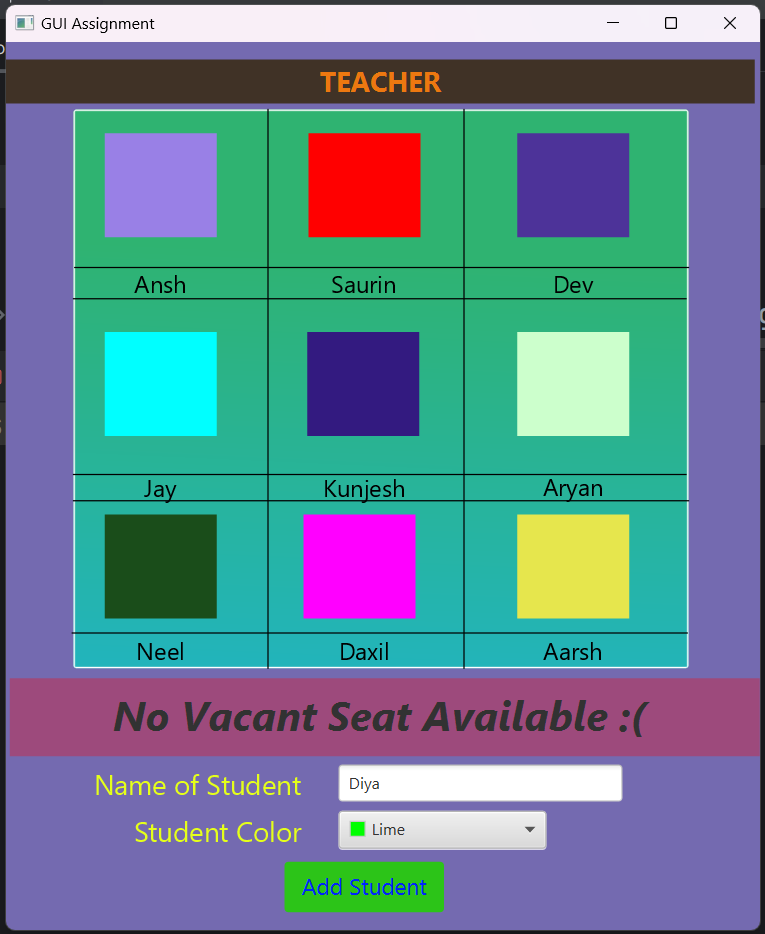 GUI Assignment
TEACHER
Ansh Saurin Dev
Jay Kunjesh Aryan
Neel Daxil Aarsh
No Vacant Seat Available :(
Name of Student Diya
Student Color Lime
Add Student